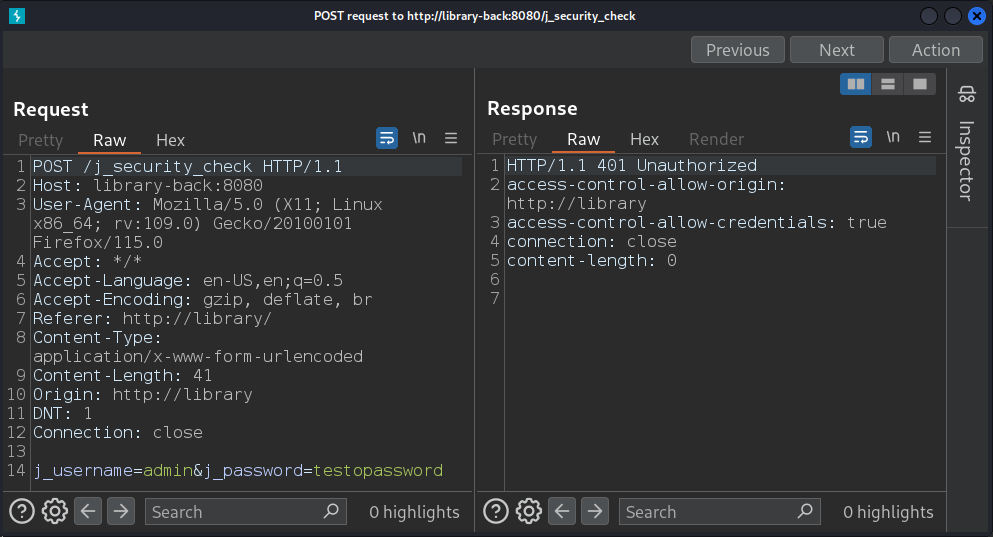 POST request to http://library-back:8080/j_security_check
Previous Next Action
Request
Pretty Raw Hex \n
1 POST /j_security_check HTTP/1.1
2 Host: library-back:8080
3 User-Agent: Mozilla/5.0 (X11; Linux
x86_64; rv:109.0) Gecko/20100101
Firefox/115.0
4 Accept: */*
5 Accept-Language: en-US,en;q=0.5
6 Accept-Encoding: gzip, deflate, br
7 Referer: http://library/
8 Content-Type:
application/x-www-form-urlencoded
9 Content-Length: 41
10 Origin: http://library
11 DNT: 1
12 Connection: close
13
14 j_username=admin&j_password=testopassword
Search 0 highlights
Response
Pretty Raw Hex Render \n
1 HTTP/1.1 401 Unauthorized
2 access-control-allow-origin:
http://library
3 access-control-allow-credentials: true
4 connection: close
5 content-length: 0
6
7
Search 0 highlights
Inspector